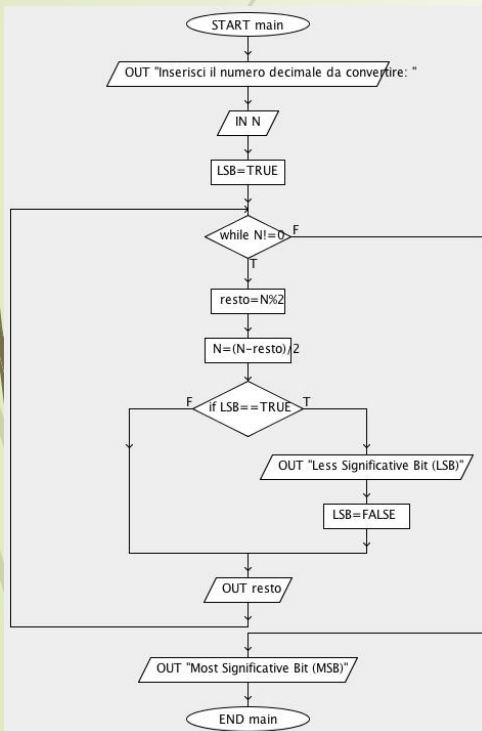 START main
OUT "Inserisci il numero decimale da convertire: "
IN N
LSB=TRUE
while N!=0
F
T
resto=N%2
N=(N-resto)/2
F
if LSB==TRUE
T
OUT "Less Significative Bit (LSB)"
LSB=FALSE
OUT resto
OUT "Most Significative Bit (MSB)"
END main